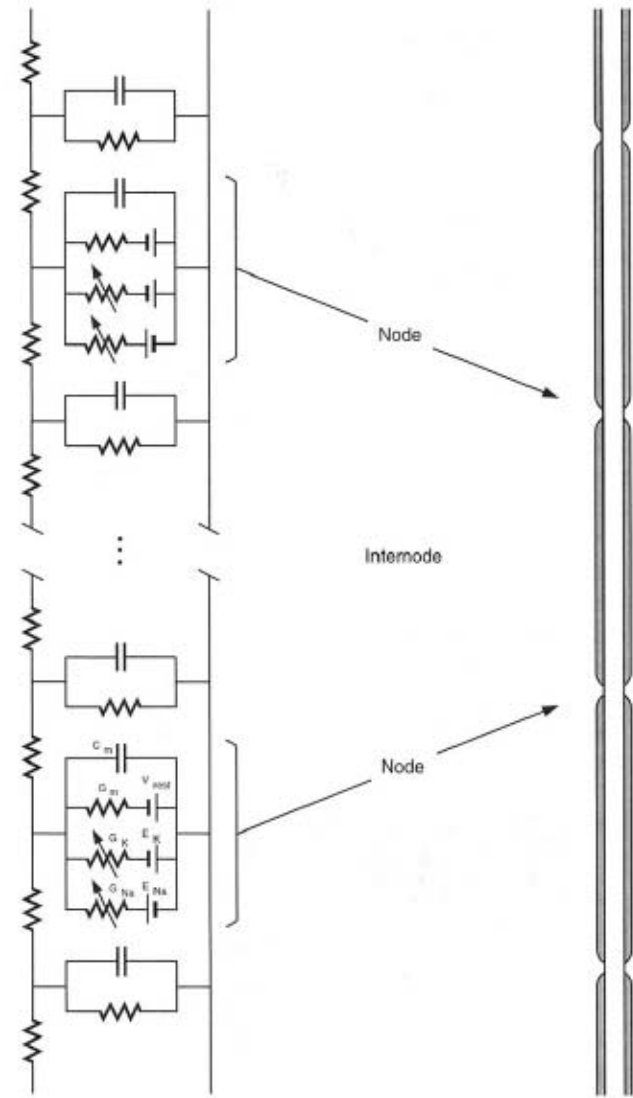 Node
Internode
Node
C m
G m V rest
G K E K
G Na E Na